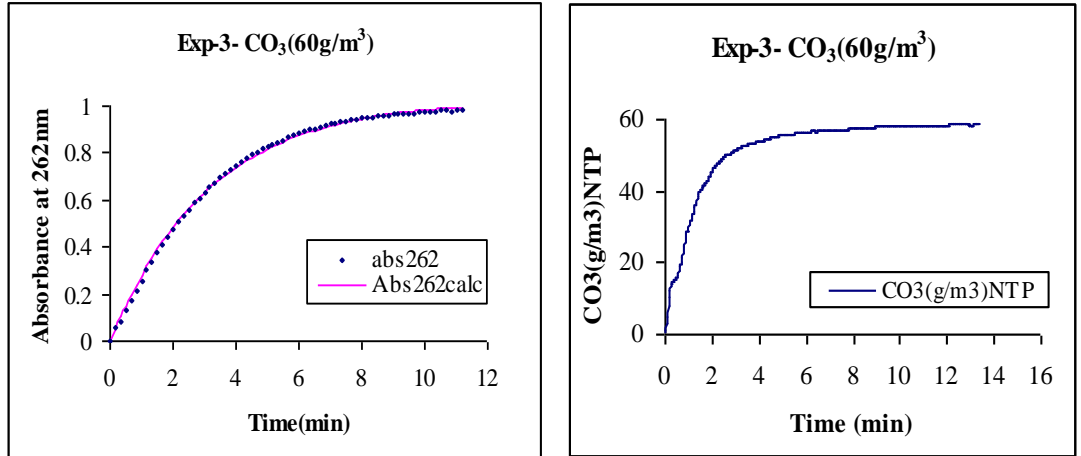 Exp-3- CO₃(60g/m³)
Absorbance at 262nm
1
0.8
0.6
0.4
0.2
0
0 2 4 6 8 10 12
abs262
Abs262calc
Time(min)
Exp-3- CO₃(60g/m³)
CO3(g/m3)NTP
60
40
20
0
0 2 4 6 8 10 12 14 16
CO3(g/m3)NTP
Time (min)